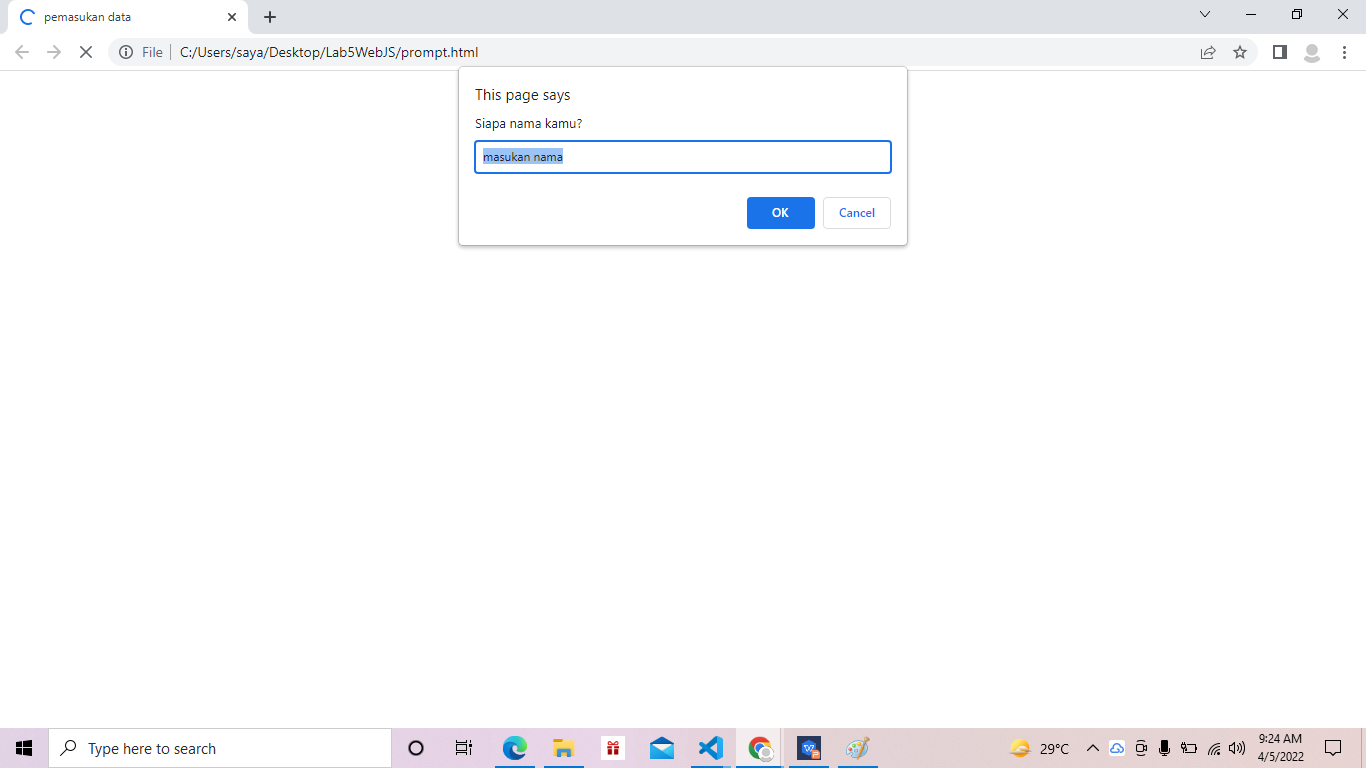 pemasukan data
File
C:/Users/saya/Desktop/Lab5WebJS/prompt.html
This page says
Siapa nama kamu?
masukan nama
OK
Cancel
Type here to search
29°C
9:24 AM
4/5/2022